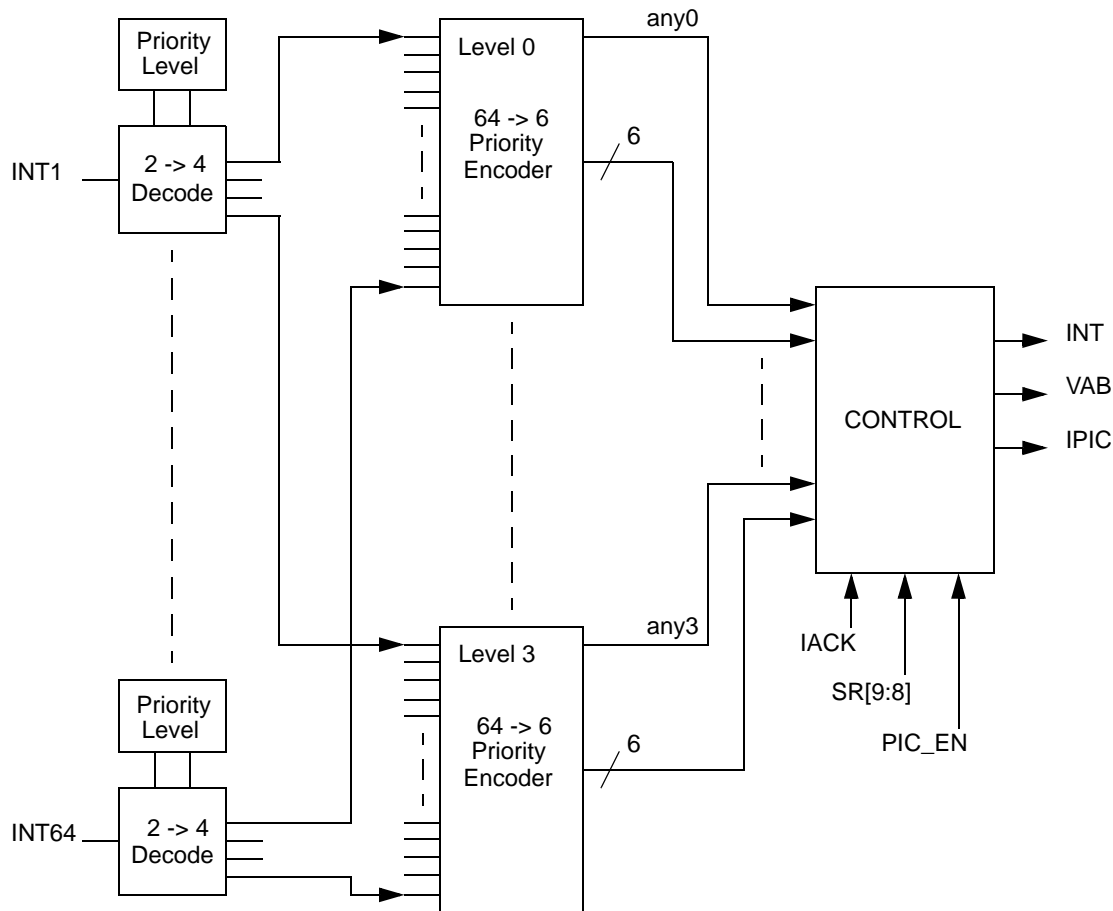 Priority
Level
INT1
2 -> 4
Decode
Level 0
64 -> 6
Priority
Encoder
any0
6
CONTROL
INT
VAB
IPIC
IACK
SR[9:8]
PIC_EN
Priority
Level
INT64
2 -> 4
Decode
Level 3
64 -> 6
Priority
Encoder
any3
6